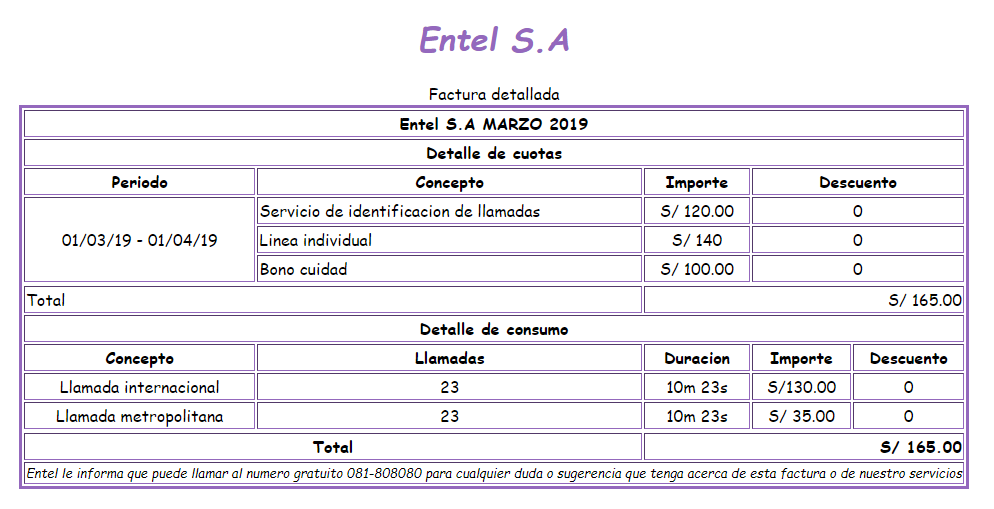 Entel S.A
Factura detallada
Entel S.A MARZO 2019
Detalle de cuotas
Periodo Concepto Importe Descuento
01/03/19 - 01/04/19 Servicio de identificacion de llamadas S/ 120.00 0
Linea individual S/ 140 0
Bono cuidad S/ 100.00 0
Total S/ 165.00
Detalle de consumo
Concepto Llamadas Duracion Importe Descuento
Llamada internacional 23 10m 23s S/130.00 0
Llamada metropolitana 23 10m 23s S/ 35.00 0
Total S/ 165.00
Entel le informa que puede llamar al numero gratuito 081-808080 para cualquier duda o sugerencia que tenga acerca de esta factura o de nuestro servicios